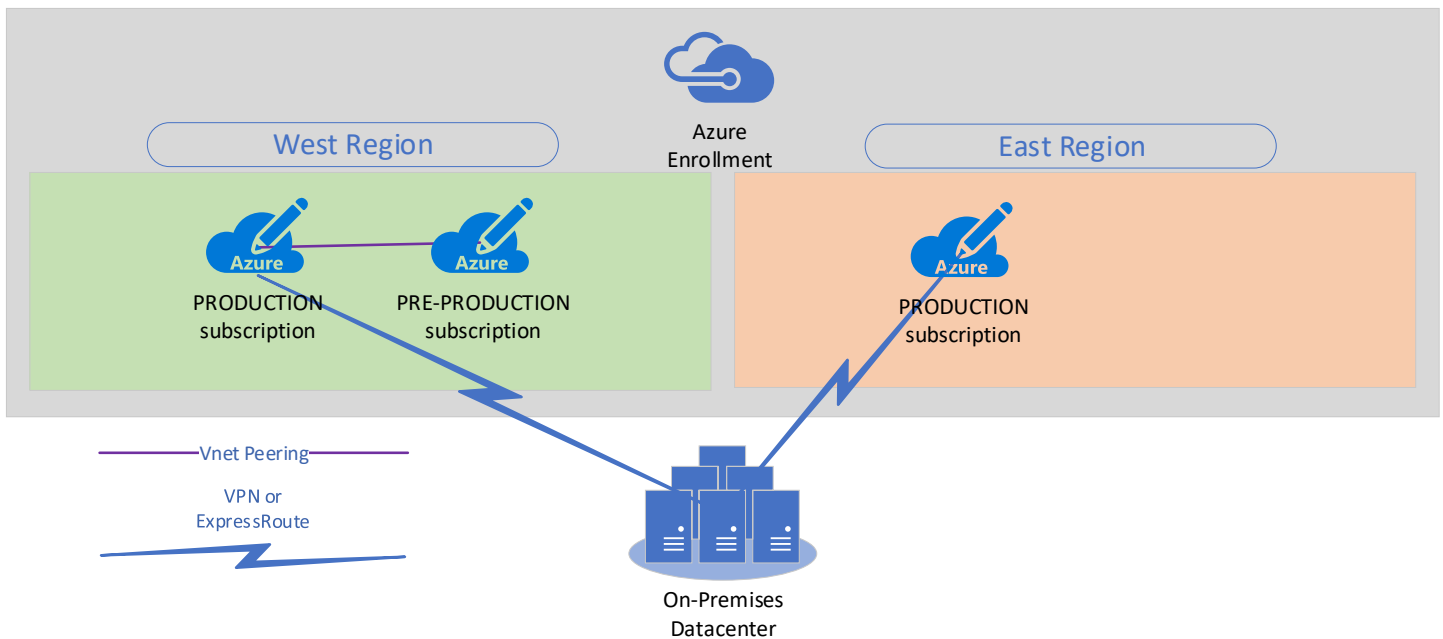 Azure
Enrollment
West Region
East Region
Azure
Azure
Azure
PRODUCTION
subscription
PRE-PRODUCTION
subscription
PRODUCTION
subscription
Vnet Peering
VPN or
ExpressRoute
On-Premises
Datacenter